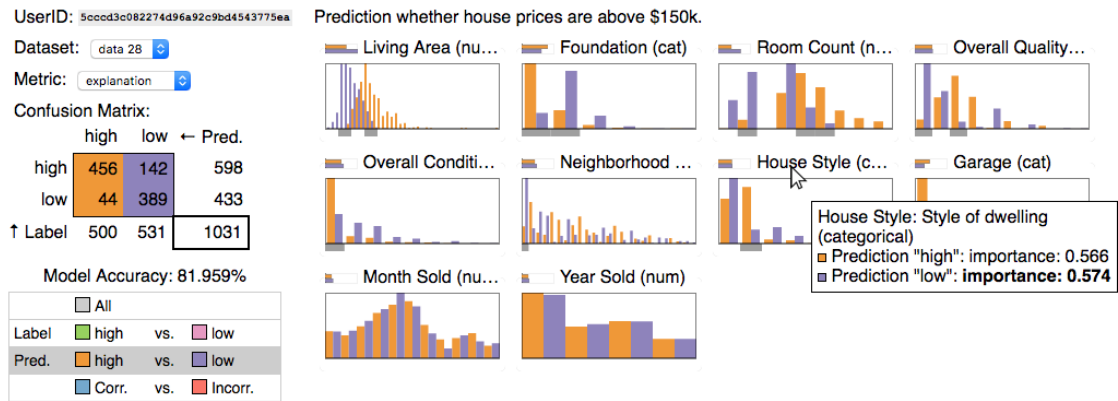 UserID: 5cccd3c082274d96a92c9bd4543775ea
Prediction whether house prices are above $150k.
Dataset: data 28
Metric: explanation
Confusion Matrix:
high low ← Pred.
high 456 142 598
low 44 389 433
↑ Label 500 531 1031
Model Accuracy: 81.959%
All
Label high vs. low
Pred. high vs. low
Corr. vs. Incorr.
Living Area (nu… Foundation (cat) Room Count (n… Overall Quality…
Overall Conditi… Neighborhood … House Style (c… Garage (cat)
House Style: Style of dwelling
(categorical)
Prediction "high": importance: 0.566
Prediction "low": importance: 0.574
Month Sold (nu… Year Sold (num)